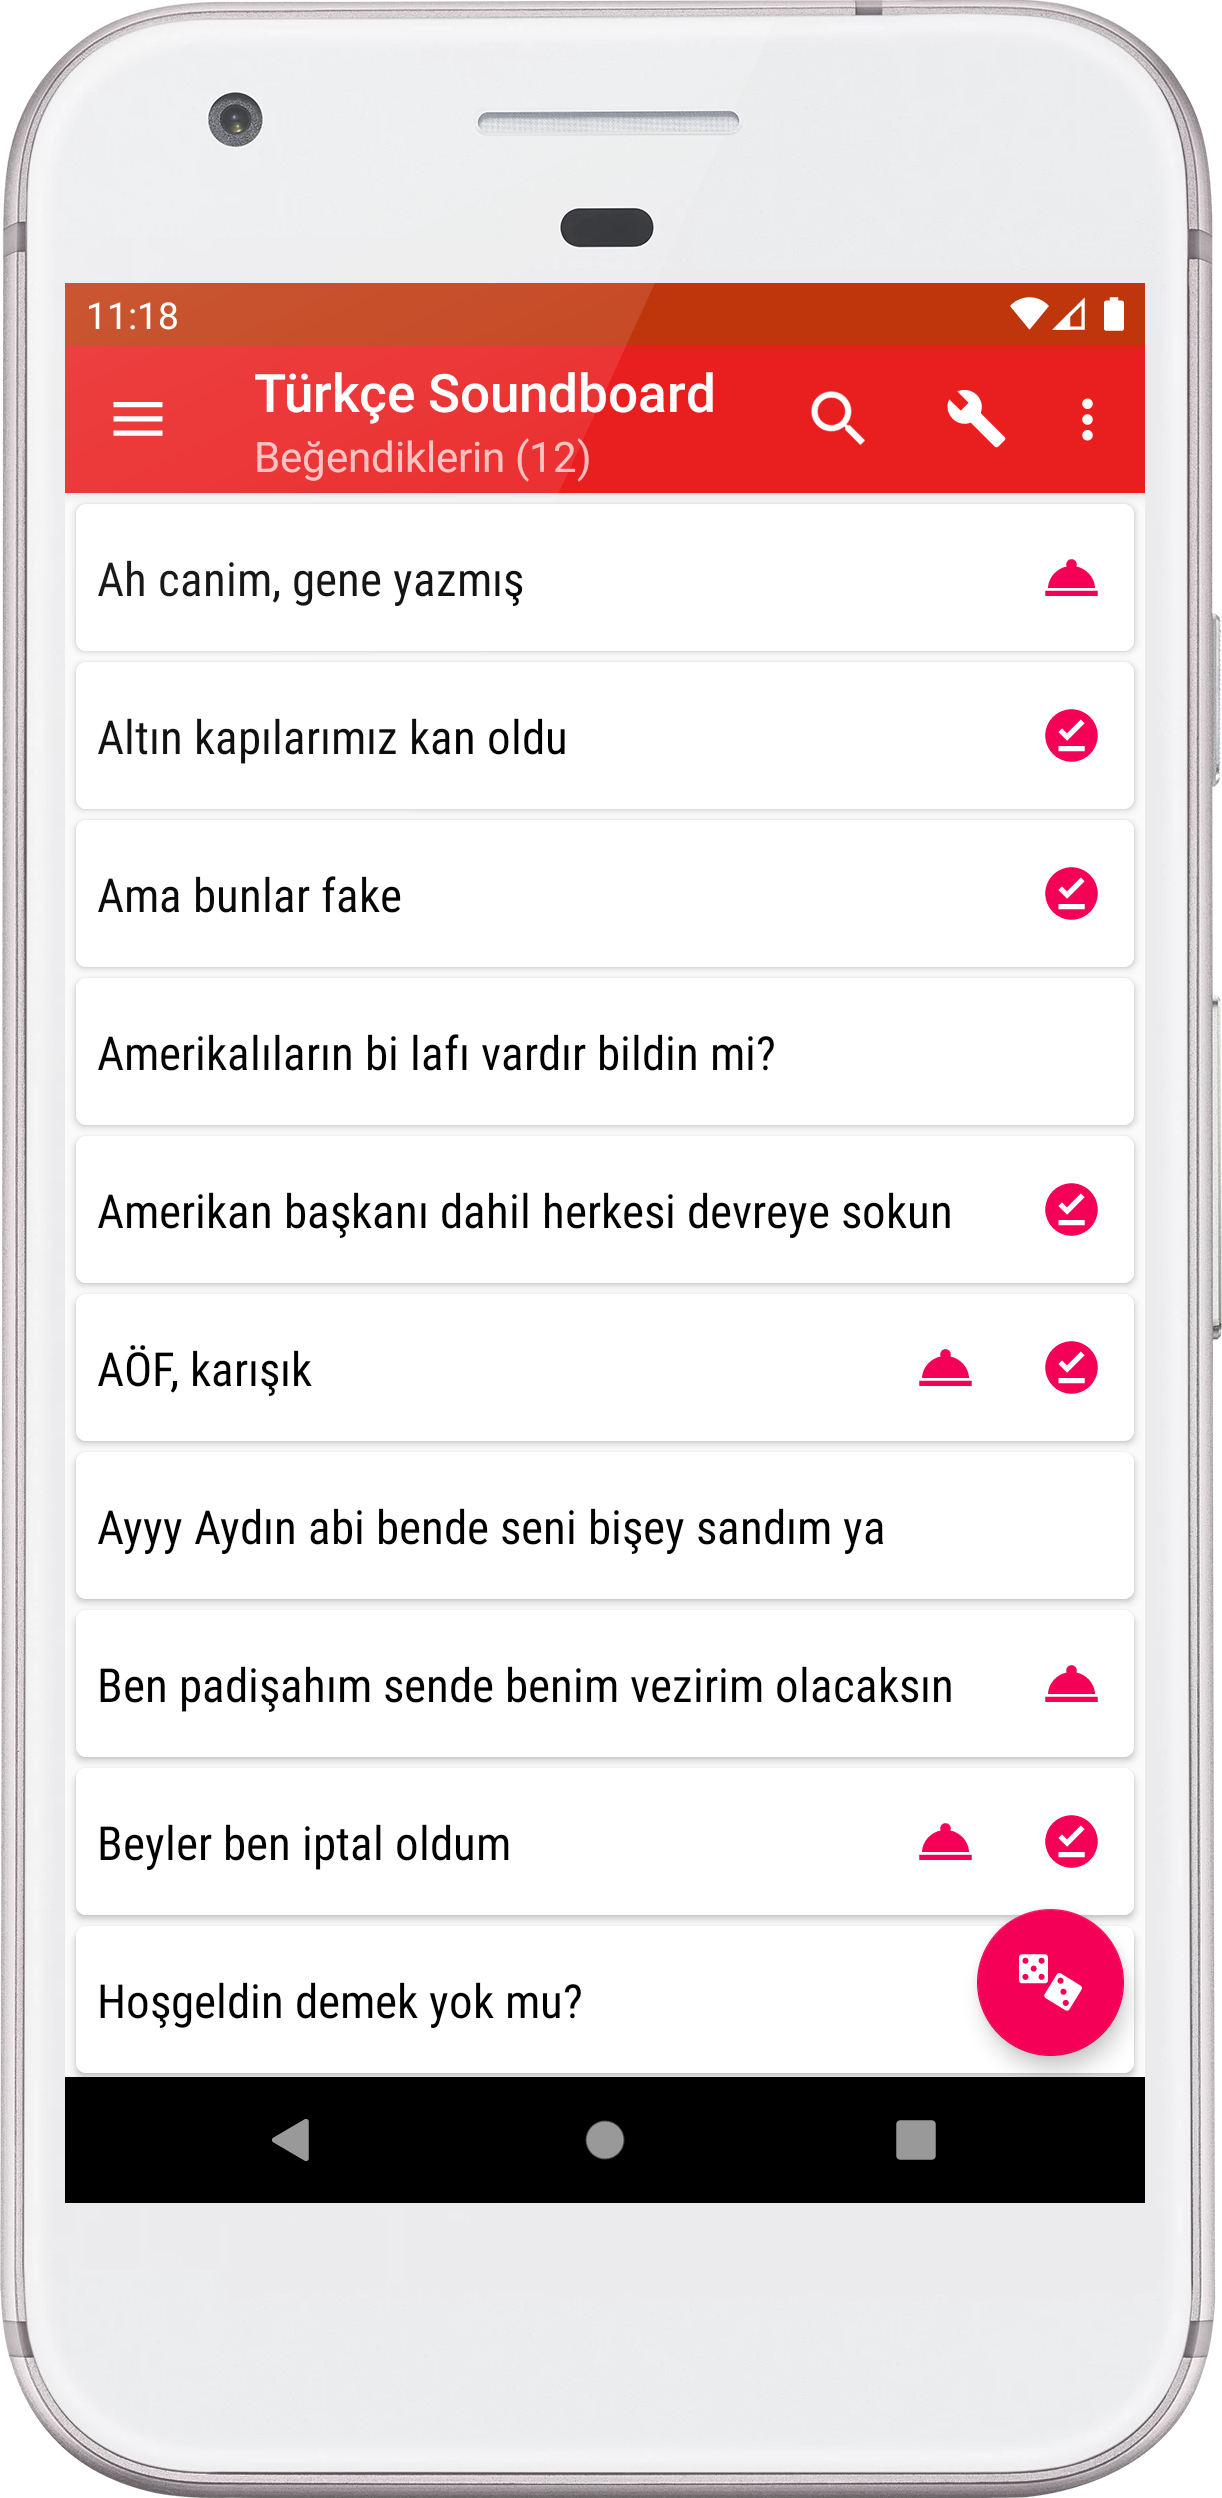 11:18
Türkçe Soundboard
Beğendiklerin (12)
Ah canim, gene yazmış
Altın kapılarımız kan oldu
Ama bunlar fake
Amerikalıların bi lafı vardır bildin mi?
Amerikan başkanı dahil herkesi devreye sokun
AÖF, karışık
Ayyy Aydın abi bende seni bişey sandım ya
Ben padişahım sende benim vezirim olacaksın
Beyler ben iptal oldum
Hoşgeldin demek yok mu?